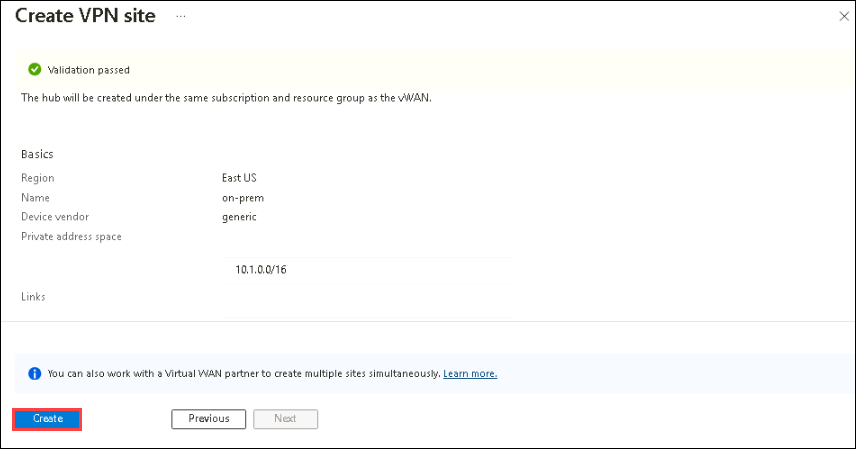 Create VPN site ...
Validation passed
The hub will be created under the same subscription and resource group as the vWAN.
Basics
Region East US
Name on-prem
Device vendor generic
Private address space
10.1.0.0/16
Links
You can also work with a Virtual WAN partner to create multiple sites simultaneously. Learn more.
Create Previous Next